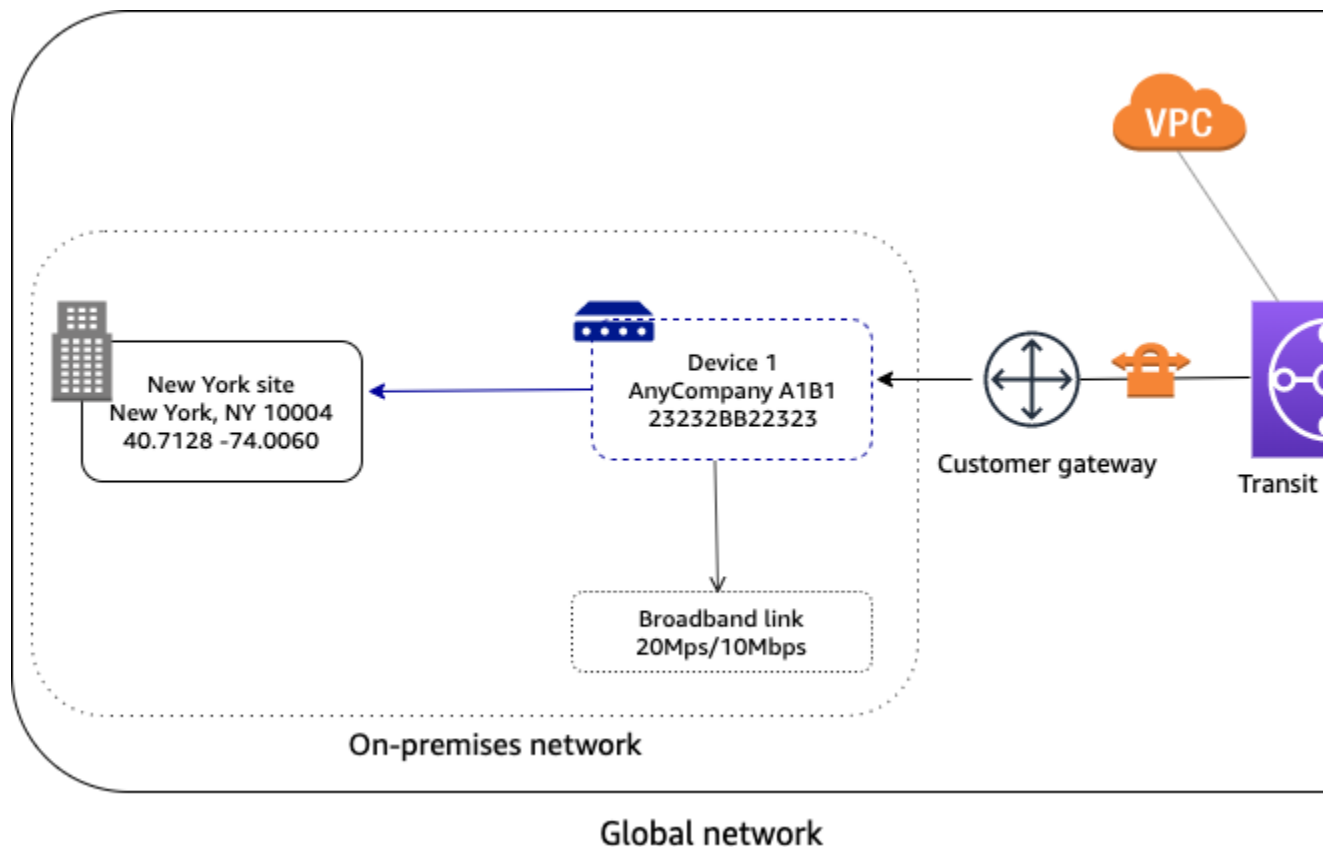 VPC
New York site
New York, NY 10004
40.7128 -74.0060
Device 1
AnyCompany A1B1
23232BB22323
Customer gateway
Transit
Broadband link
20Mps/10Mbps
On-premises network
Global network